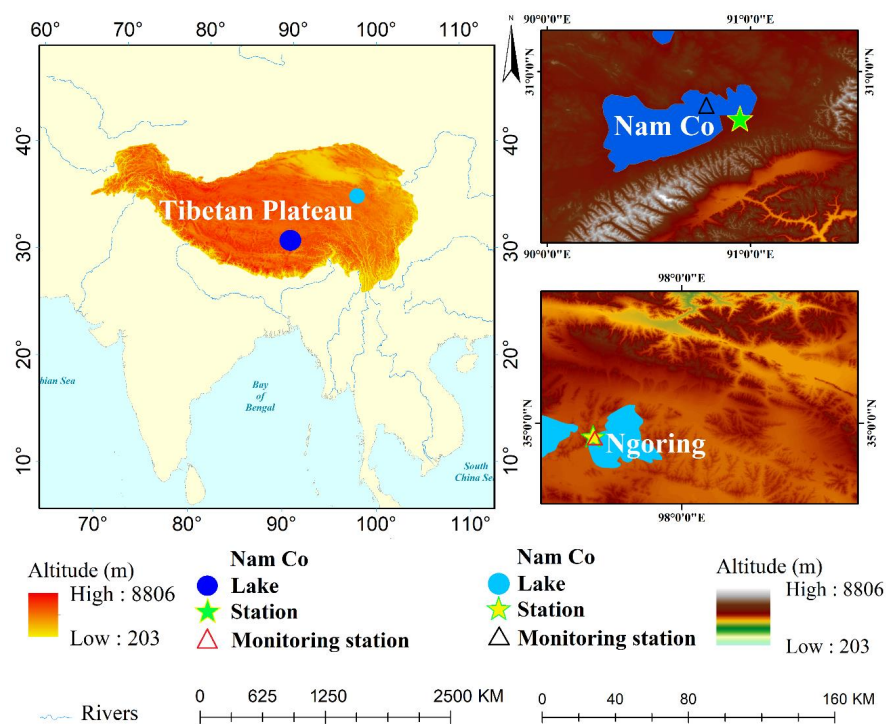 60° 70° 80° 90° 100° 110°
N
40°
30°
20°
10°
40°
30°
20°
10°
70° 80° 90° 100° 110°
Tibetan Plateau
bian Sea
Bay
of
Bengal
South
China Se
90°0'0"E 91°0'0"E
31°0'0"N
31°0'0"N
Nam Co
90°0'0"E 91°0'0"E
98°0'0"E
35°0'0"N
35°0'0"N
Ngoring
98°0'0"E
Altitude (m)
High : 8806
Low : 203
Nam Co
Lake
Station
Monitoring station
Nam Co
Lake
Station
Monitoring station
Altitude (m)
High : 8806
Low : 203
Rivers
0 625 1250 2500 KM
0 40 80 160 KM